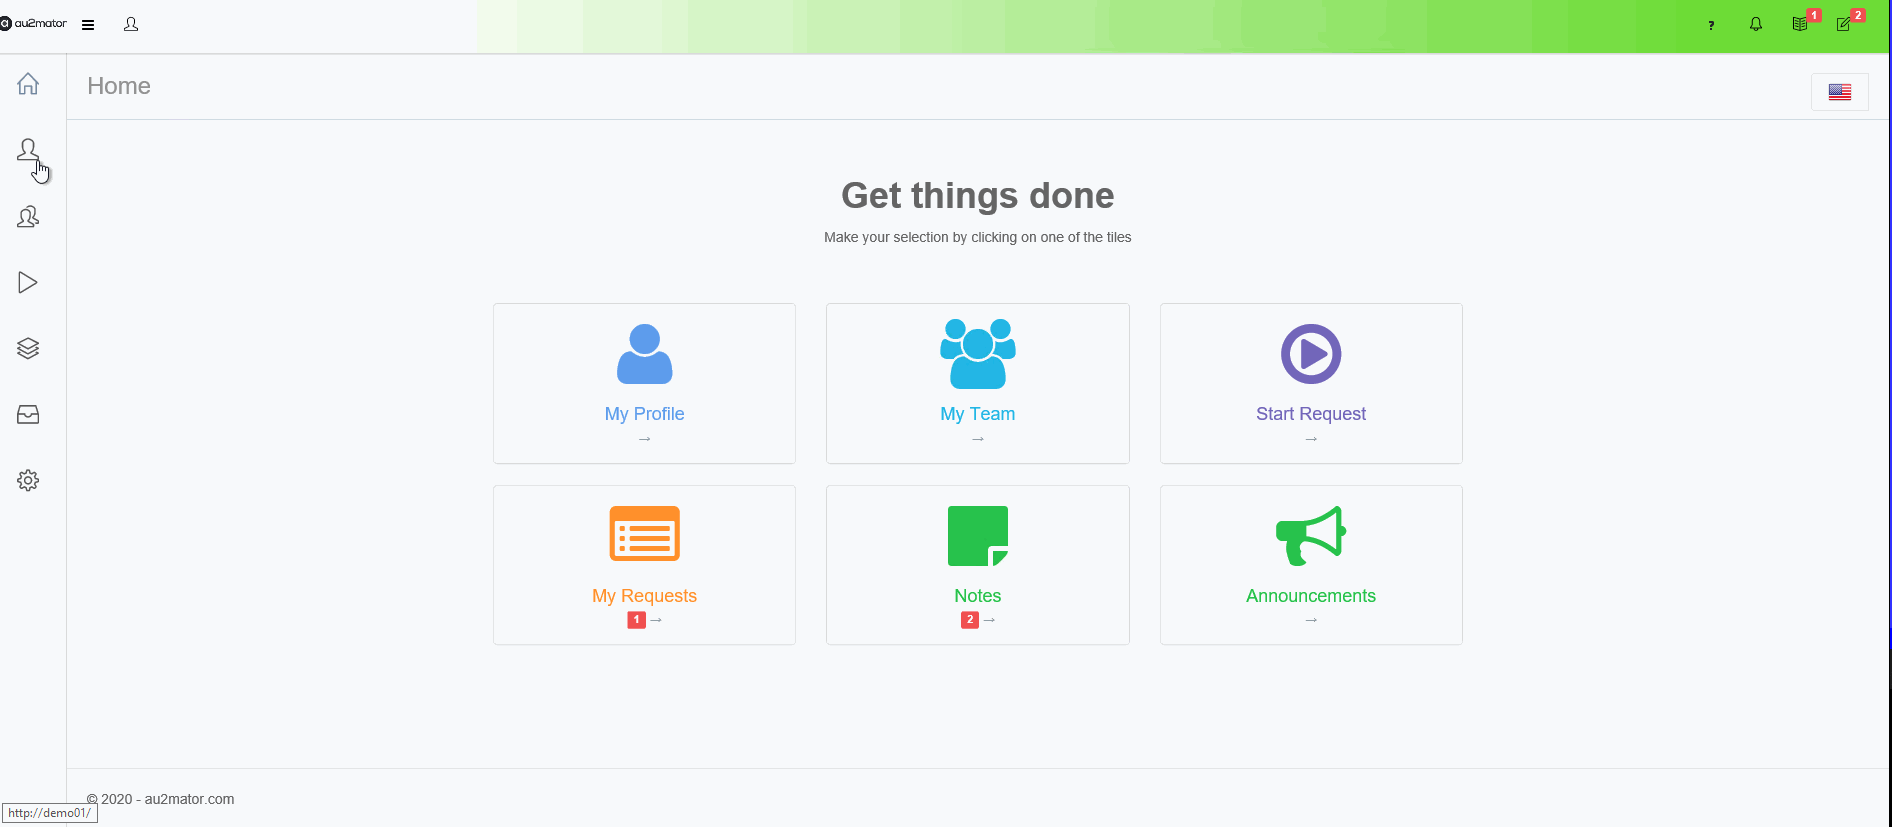 au2mator
?
1
2
Home
Get things done
Make your selection by clicking on one of the tiles
My Profile
→
My Team
→
Start Request
→
My Requests
1 →
Notes
2 →
Announcements
→
© 2020 - au2mator.com
http://demo01/